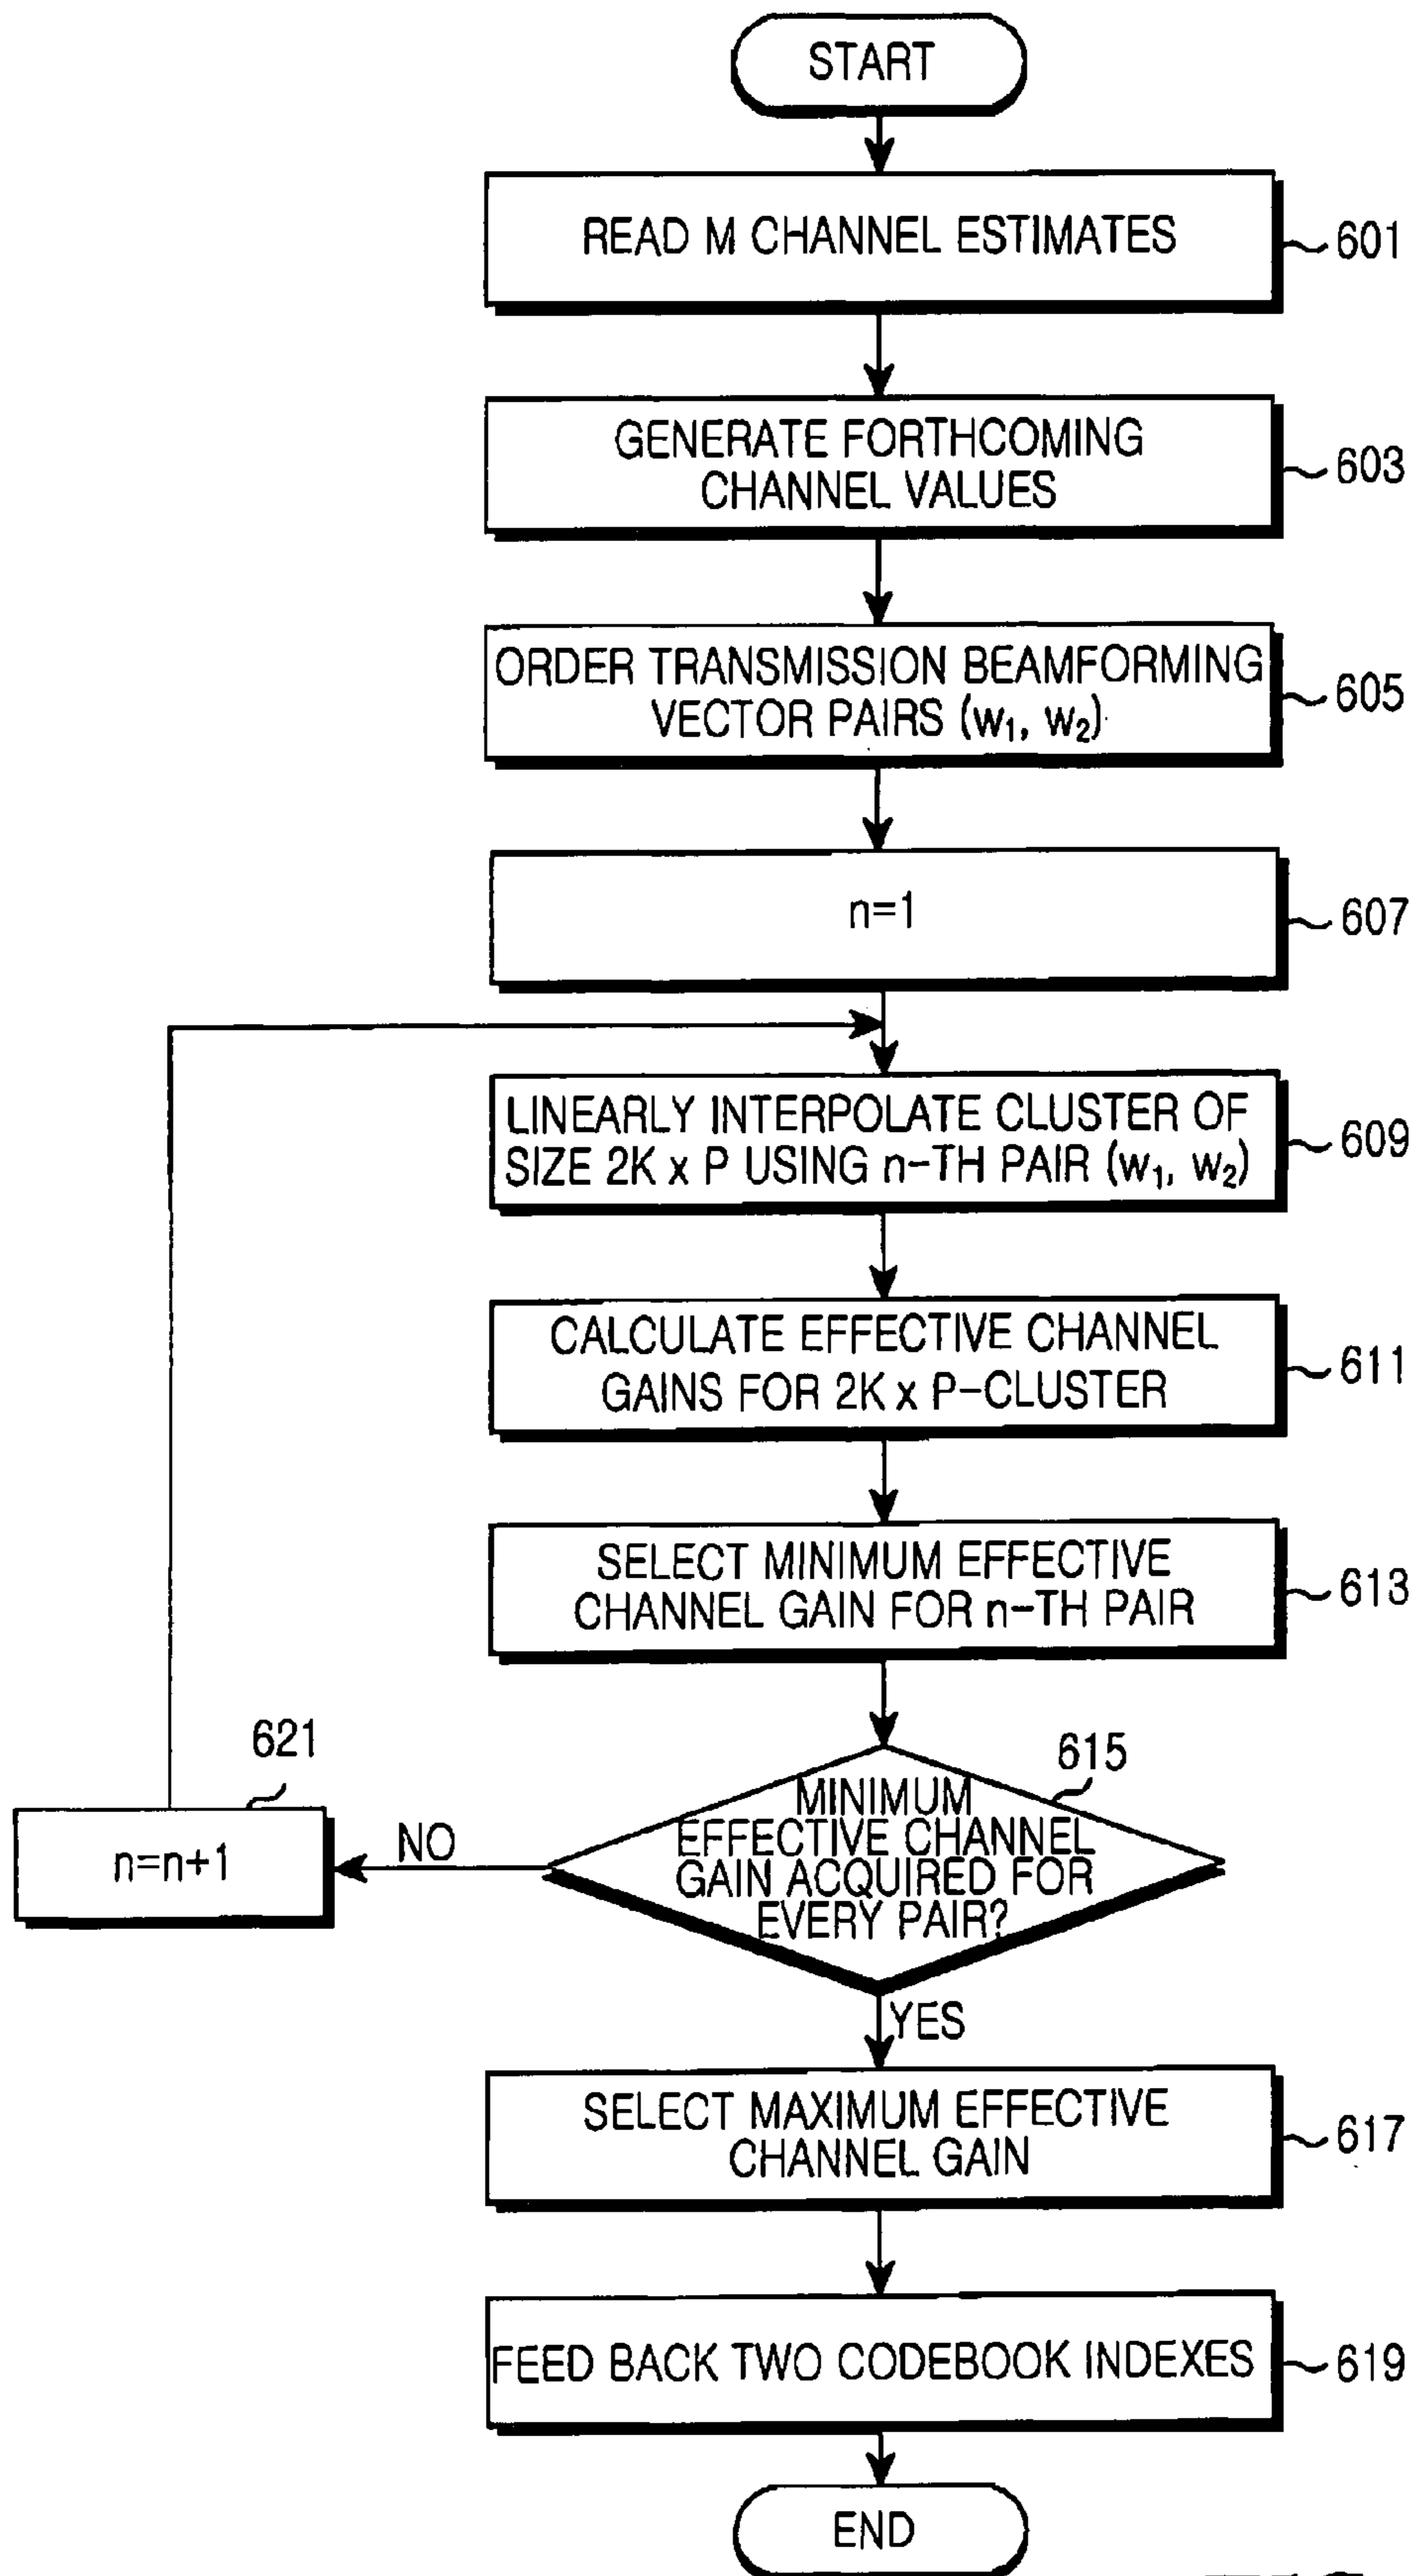 START
READ M CHANNEL ESTIMATES
601
GENERATE FORTHCOMING
CHANNEL VALUES
603
ORDER TRANSMISSION BEAMFORMING
VECTOR PAIRS (w₁, w₂)
605
n=1
607
LINEARLY INTERPOLATE CLUSTER OF
SIZE 2K x P USING n-TH PAIR (w₁, w₂)
609
CALCULATE EFFECTIVE CHANNEL
GAINS FOR 2K x P-CLUSTER
611
SELECT MINIMUM EFFECTIVE
CHANNEL GAIN FOR n-TH PAIR
613
615
MINIMUM
EFFECTIVE CHANNEL
GAIN ACQUIRED FOR
EVERY PAIR?
NO
621
n=n+1
YES
SELECT MAXIMUM EFFECTIVE
CHANNEL GAIN
617
FEED BACK TWO CODEBOOK INDEXES
619
END